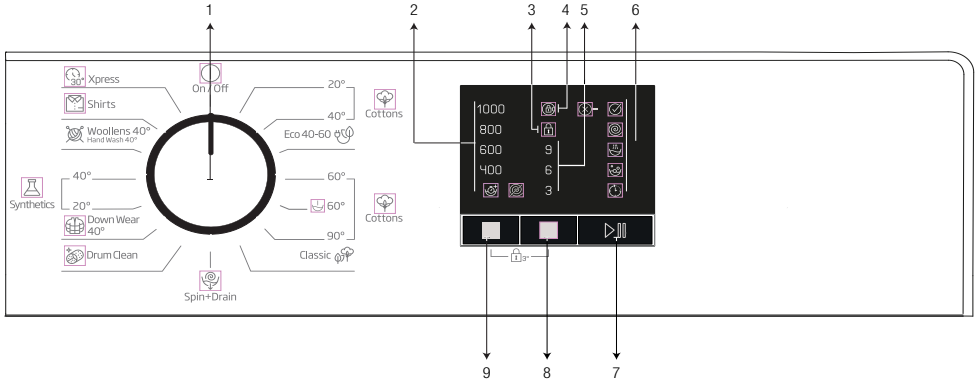 1
2
3
4
5
6
On / Off
30'
Xpress
Shirts
Woollens 40°
Hand Wash 40°
40°
Synthetics
20°
Down Wear
40°
Drum Clean
Spin+Drain
20°
Cottons
40°
Eco 40-60
60°
60°
Cottons
90°
Classic
1000
800
600
9
400
6
3
3"
9
8
7